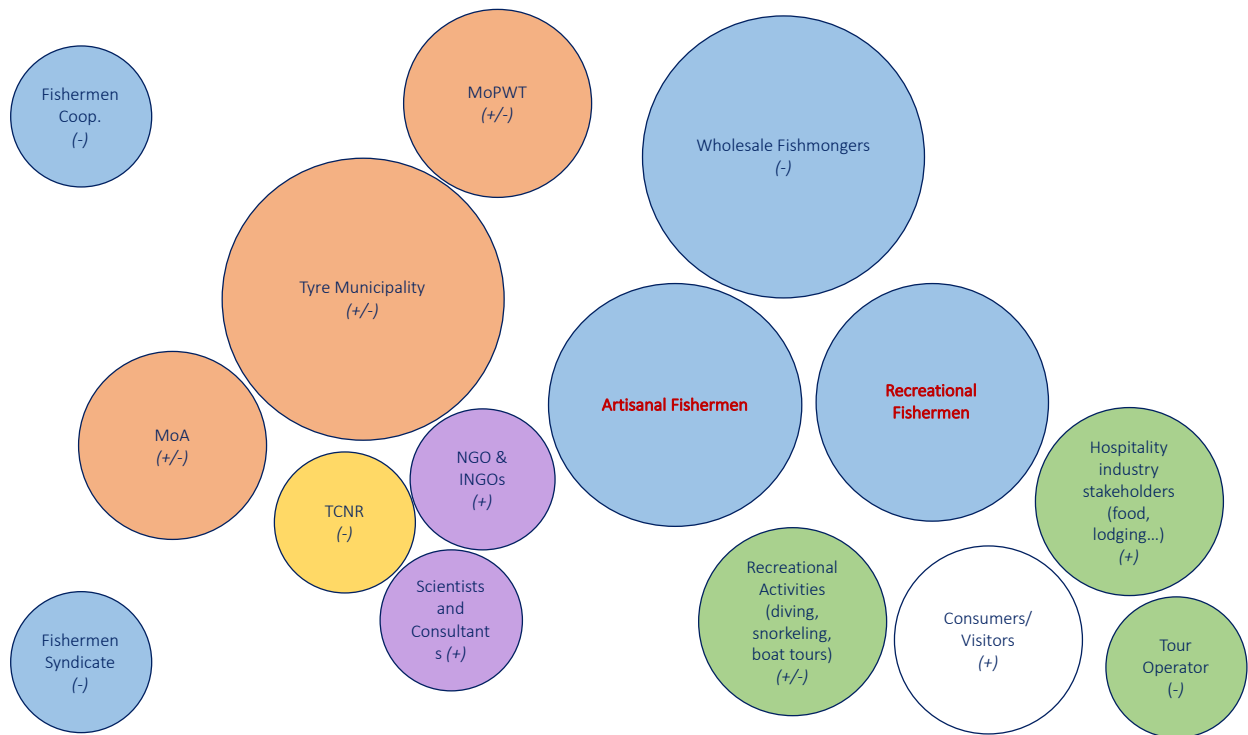 Fishermen
Coop.
(-)
MoPWT
(+/-)
Wholesale Fishmongers
(-)
Tyre Municipality
(+/-)
Artisanal Fishermen
Recreational
Fishermen
MoA
(+/-)
NGO &
INGOs
(+)
TCNR
(-)
Hospitality
industry
stakeholders
(food,
lodging…)
(+)
Scientists
and
Consultant
s (+)
Recreational
Activities
(diving,
snorkeling,
boat tours)
(+/-)
Consumers/
Visitors
(+)
Fishermen
Syndicate
(-)
Tour
Operator
(-)